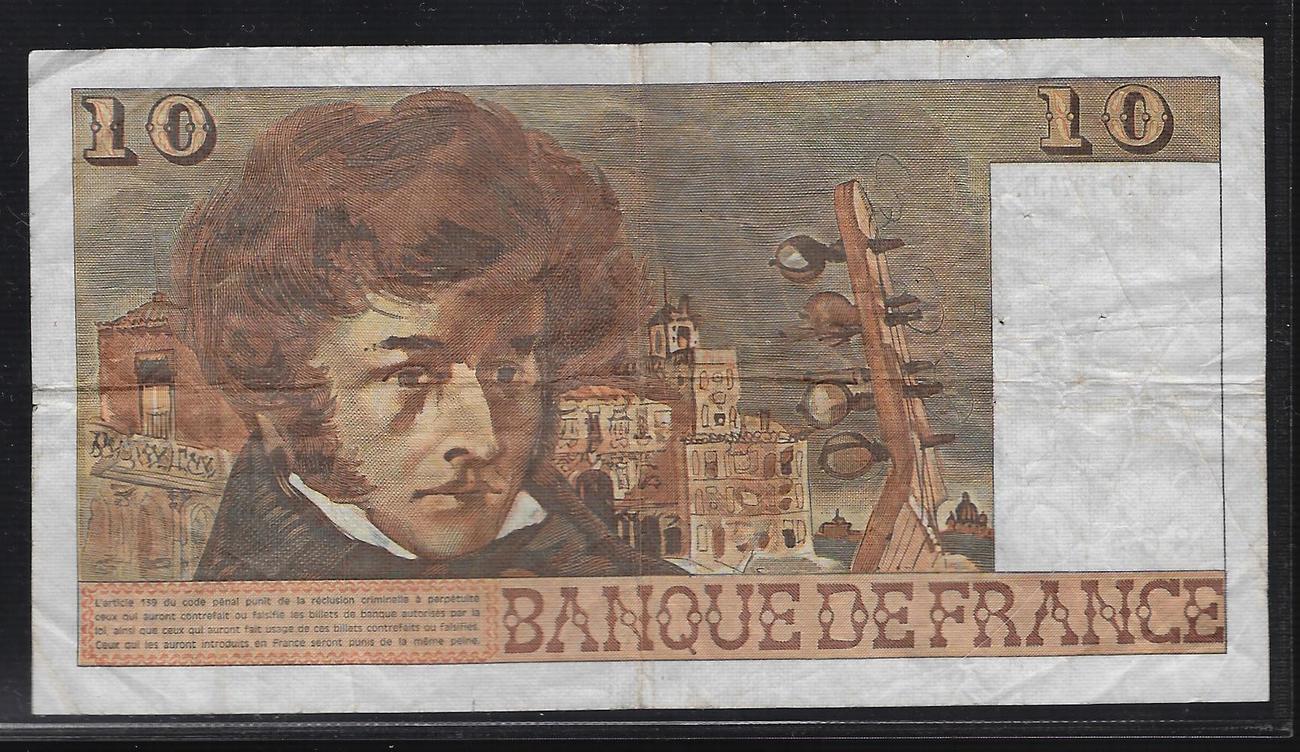 10
10
L'article 139 du code pénal punit de la réclusion criminelle à perpétuité
ceux qui auront contrefait ou falsifié les billets de banque autorisés par la
loi, ainsi que ceux qui auront fait usage de ces billets contrefaits ou falsifiés.
Ceux qui les auront introduits en France seront punis de la même peine.
BANQUE DE FRANCE